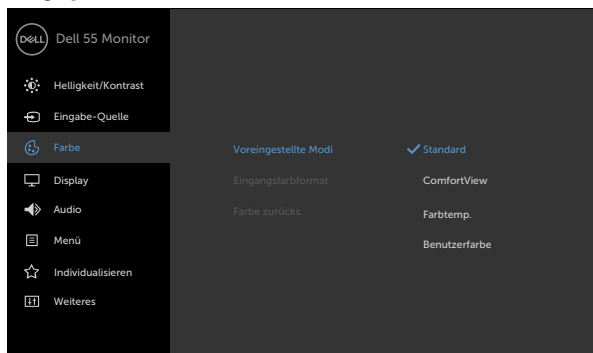 DELL Dell 55 Monitor
Helligkeit/Kontrast
Eingabe-Quelle
Farbe Voreingestellte Modi Standard
Display Eingangsfarbformat ComfortView
Audio Farbe zurücks. Farbtemp.
Menü Benutzerfarbe
Individualisieren
Weiteres